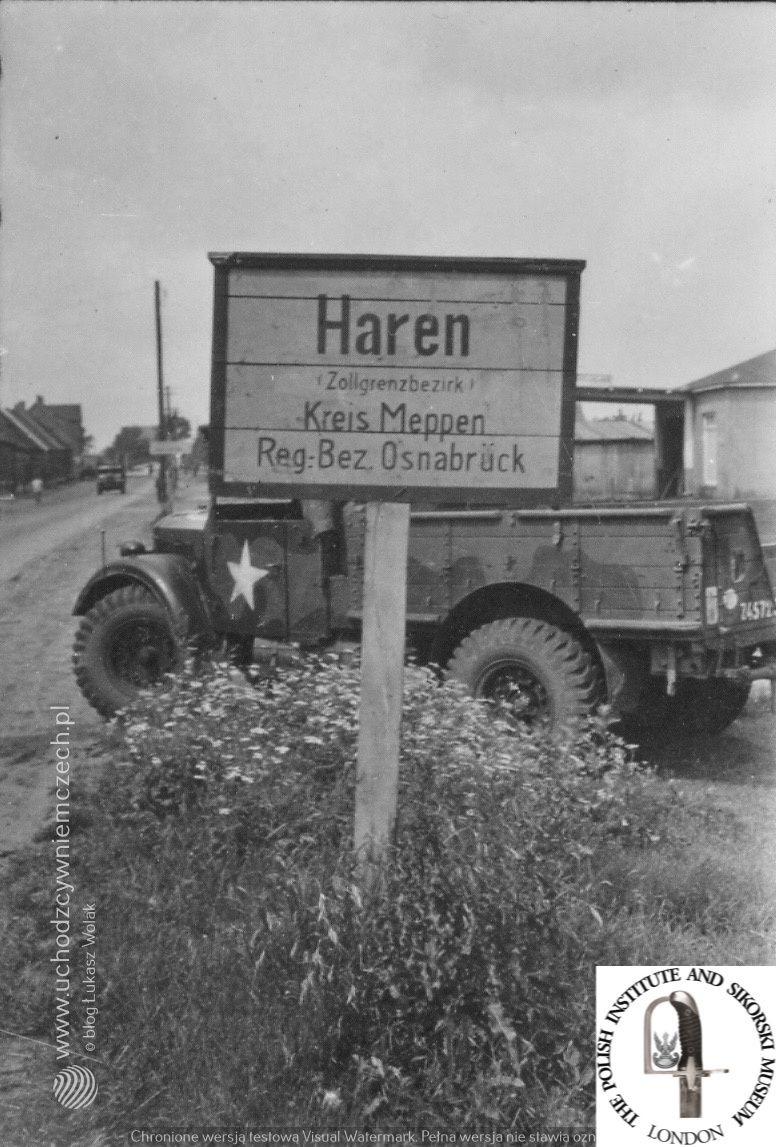 Haren
(Zollgrenzbezirk)
Kreis Meppen
Reg.-Bez. Osnabrück
www.uchodzcywniemczech.pl
© blog Łukasz Wolak
THE POLISH INSTITUTE AND SIKORSKI MUSEUM
LONDON
Chronione wersją testową Visual Watermark. Pełna wersja nie stawia